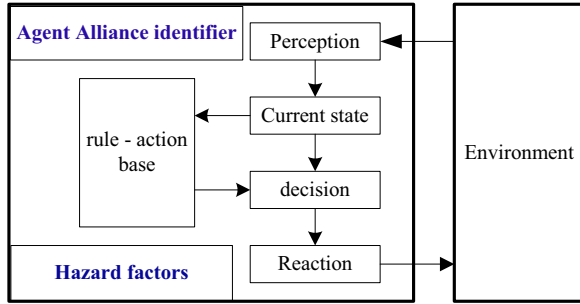 Agent Alliance identifier
Perception
Current state
rule - action
base
Environment
decision
Reaction
Hazard factors